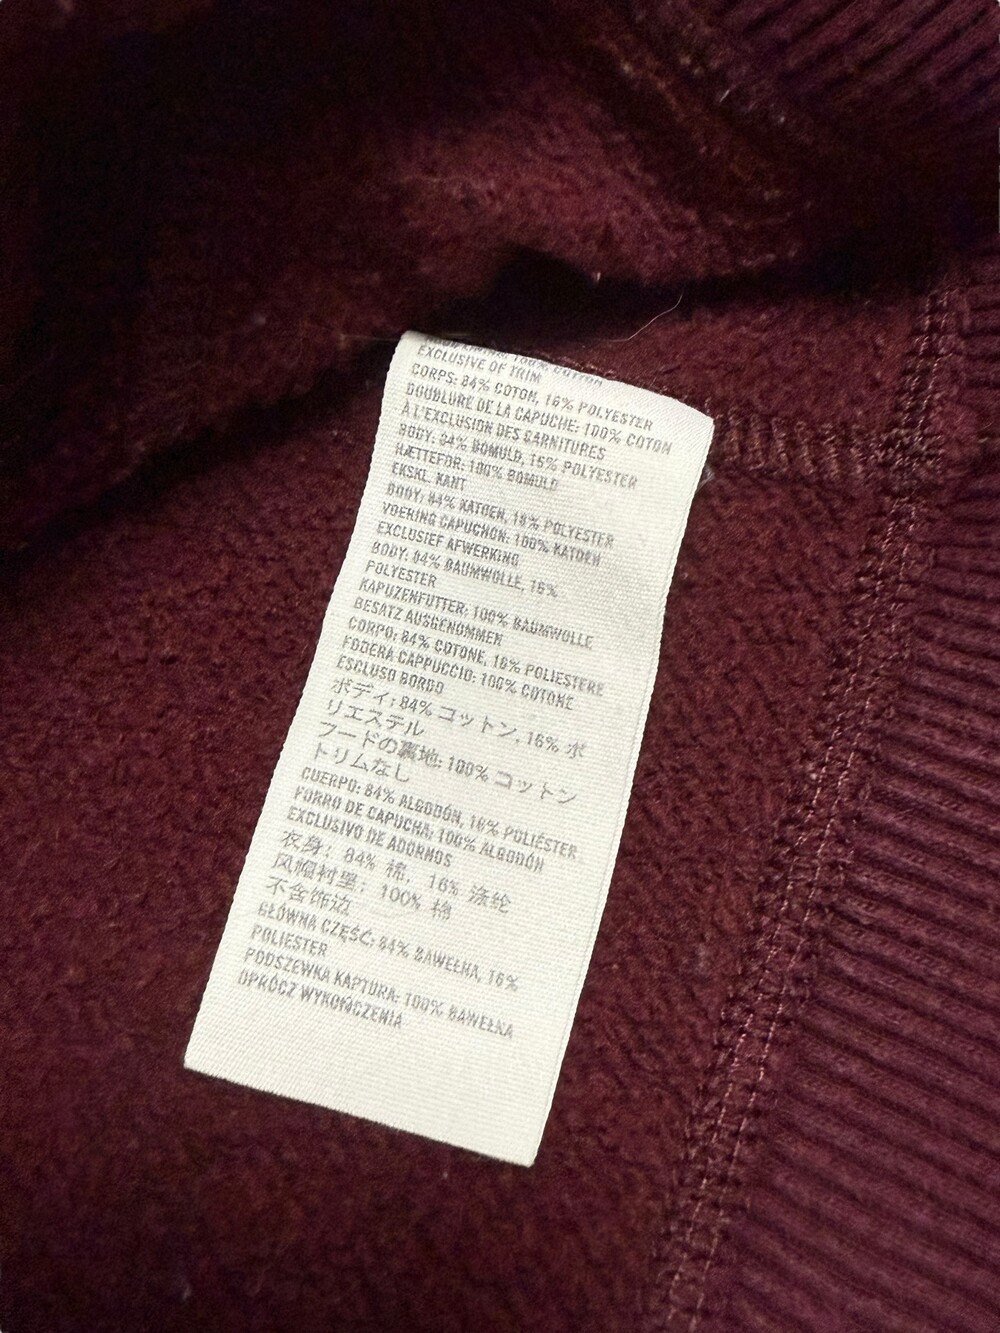 100% COTTON
EXCLUSIVE OF TRIM
CORPS: 84% COTON, 16% POLYESTER
DOUBLURE DE LA CAPUCHE: 100% COTON
À L'EXCLUSION DES GARNITURES
BODY: 84% BOMULD, 16% POLYESTER
HÆTTEFOR: 100% BOMULD
EKSKL. KANT
BODY: 84% KATOEN, 16% POLYESTER
VOERING CAPUCHON: 100% KATOEN
EXCLUSIEF AFWERKING
BODY: 84% BAUMWOLLE, 16%
POLYESTER
KAPUZENFUTTER: 100% BAUMWOLLE
BESATZ AUSGENOMMEN
CORPO: 84% COTONE, 16% POLIESTERE
FODERA CAPPUCCIO: 100% COTONE
ESCLUSO BORDO
ボディ: 84% コットン, 16% ポ
リエステル
フードの裏地: 100% コットン
トリムなし
CUERPO: 84% ALGODÓN, 16% POLIÉSTER
FORRO DE CAPUCHA: 100% ALGODÓN
EXCLUSIVO DE ADORNOS
衣身: 84% 棉, 16% 涤纶
风帽衬里: 100% 棉
不含饰边
GŁÓWNA CZĘŚĆ: 84% BAWEŁNA, 16%
POLIESTER
PODSZEWKA KAPTURA: 100% BAWEŁNA
OPRÓCZ WYKOŃCZENIA